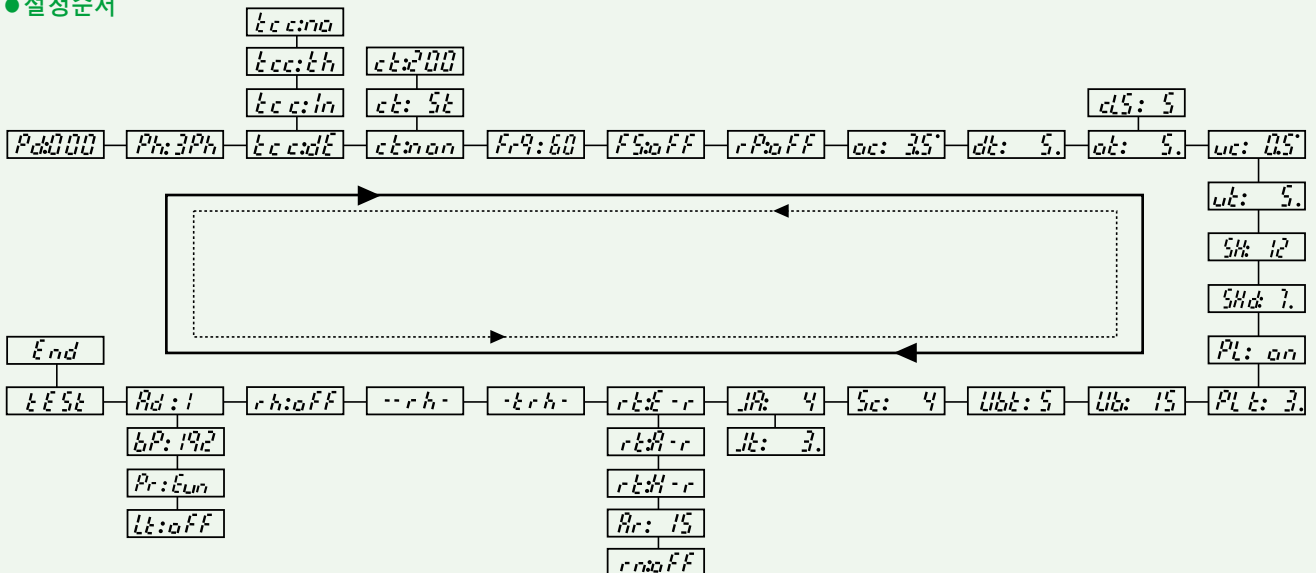 ● 설정순서
tcc:no
tcc:th
ct:200
tcc:In
ct: St
cLS: 5
Pd:000
Ph:3Ph
tcc:dE
ct:non
Frq:60
FS:oFF
rP:oFF
oc: 3.5"
dt: 5.
ot: 5.
uc: 0.5"
ut: 5.
SH: 12
SHd: 7.
End
PL: on
tESt
Ad:1
rh:oFF
--rh-
-trh-
rt:E-r
JA: 4
Sc: 4
Ubt:5
Ub: 15
PLt: 3.
bP:192
rt:A-r
Jt: 3.
Pr:Eun
rt:H-r
Lt:oFF
Ar: 15
rn:oFF